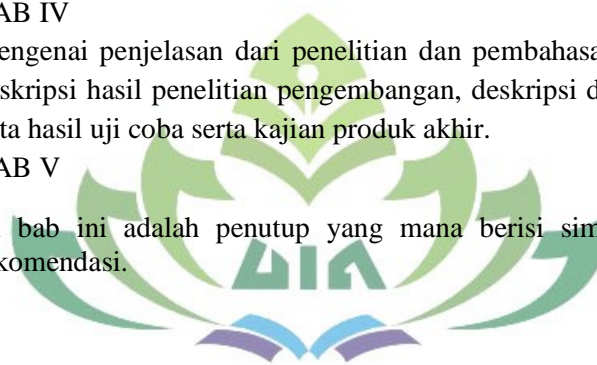 AB IV
engenai penjelasan dari penelitian dan pembahasa
skripsi hasil penelitian pengembangan, deskripsi d
ta hasil uji coba serta kajian produk akhir.
AB V
bab ini adalah penutup yang mana berisi sim
komendasi.
UIN